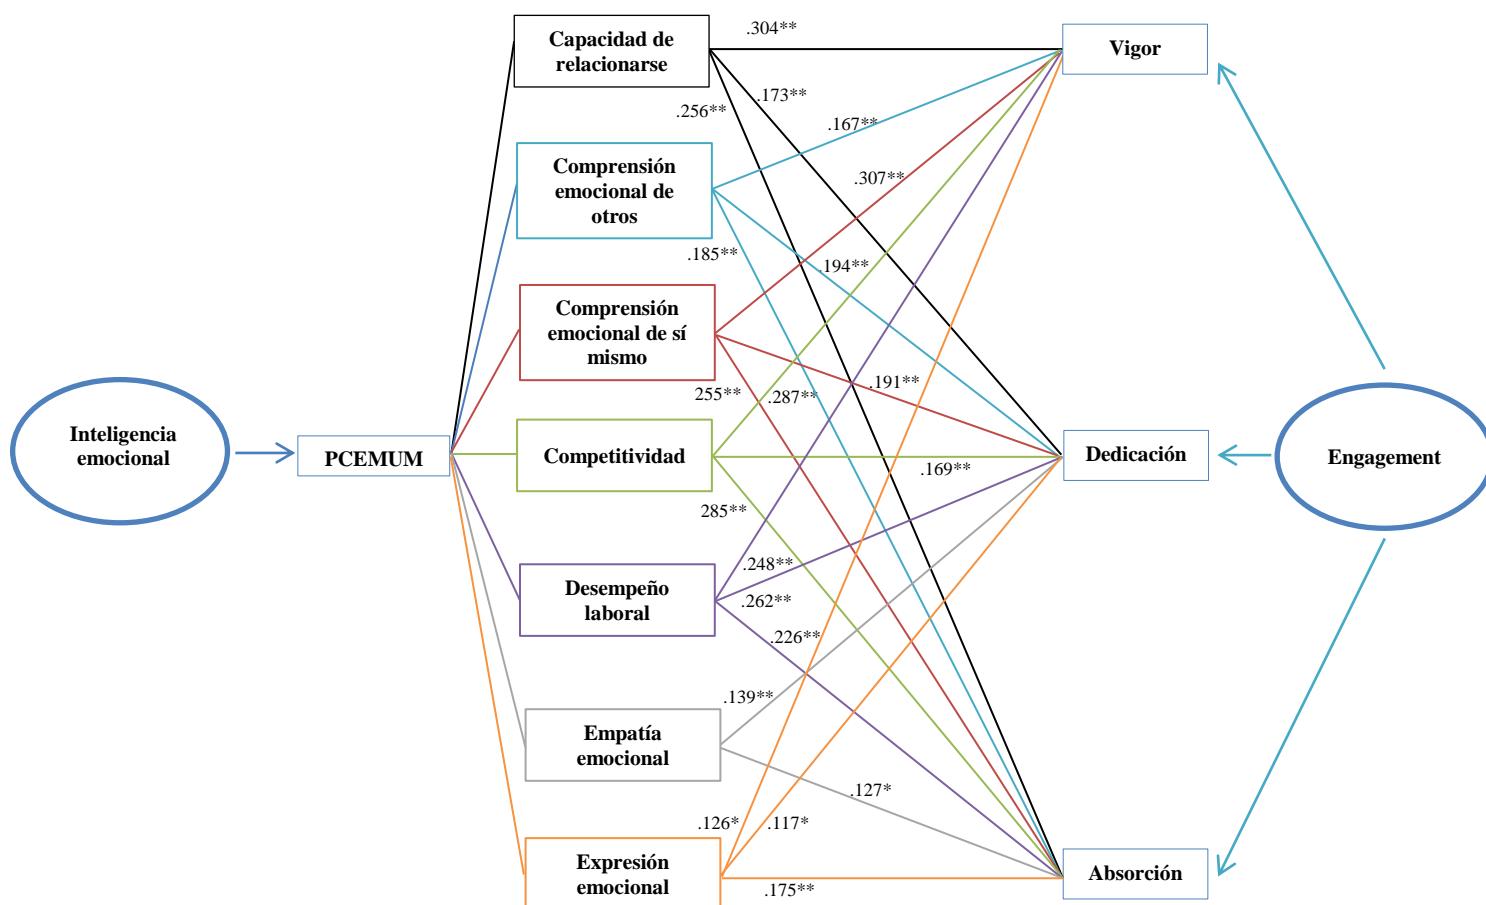 Capacidad de
relacionarse
.304**
Vigor
.173**
.256**
.167**
Comprensión
emocional de
otros
.307**
.185**
.194**
Comprensión
emocional de sí
mismo
.191**
255**
.287**
Inteligencia
emocional
PCEMUM
Competitividad
.169**
Dedicación
Engagement
285**
.248**
Desempeño
laboral
.262**
.226**
.139**
Empatía
emocional
.127*
.126*
.117*
Expresión
emocional
.175**
Absorción